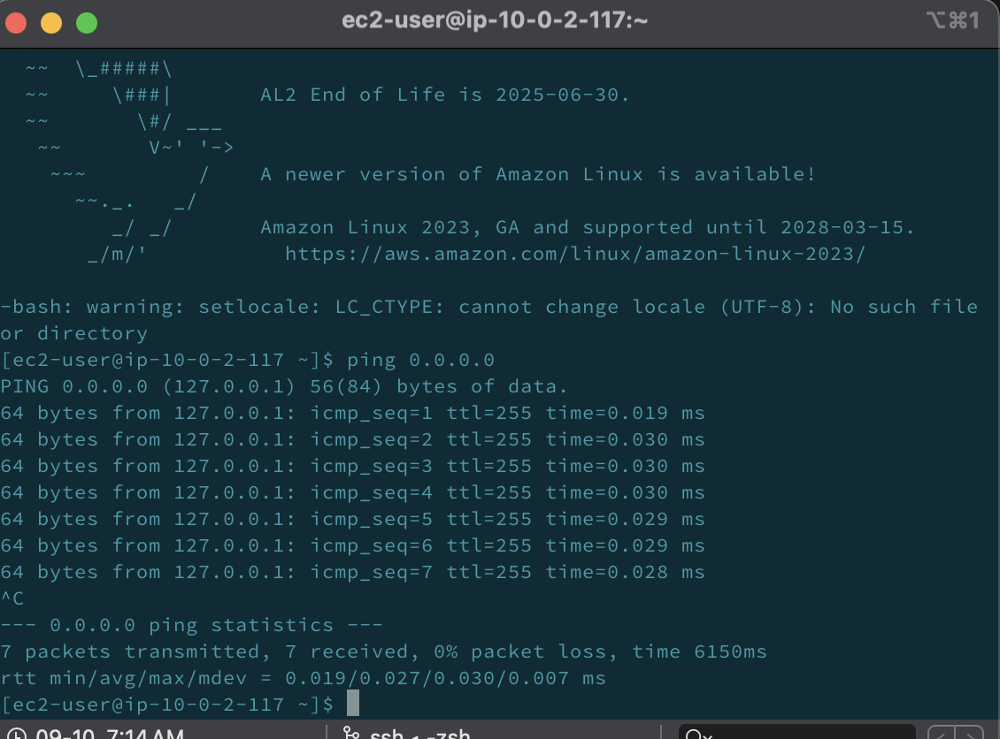 ec2-user@ip-10-0-2-117:~
⌥⌘1
~~  \_#####\
~~     \###|       AL2 End of Life is 2025-06-30.
~~       \#/ ___
~~       V~' '->
~~~         /    A newer version of Amazon Linux is available!
~~._.   _/
_/ _/       Amazon Linux 2023, GA and supported until 2028-03-15.
_/m/'           https://aws.amazon.com/linux/amazon-linux-2023/
-bash: warning: setlocale: LC_CTYPE: cannot change locale (UTF-8): No such file
or directory
[ec2-user@ip-10-0-2-117 ~]$ ping 0.0.0.0
PING 0.0.0.0 (127.0.0.1) 56(84) bytes of data.
64 bytes from 127.0.0.1: icmp_seq=1 ttl=255 time=0.019 ms
64 bytes from 127.0.0.1: icmp_seq=2 ttl=255 time=0.030 ms
64 bytes from 127.0.0.1: icmp_seq=3 ttl=255 time=0.030 ms
64 bytes from 127.0.0.1: icmp_seq=4 ttl=255 time=0.030 ms
64 bytes from 127.0.0.1: icmp_seq=5 ttl=255 time=0.029 ms
64 bytes from 127.0.0.1: icmp_seq=6 ttl=255 time=0.029 ms
64 bytes from 127.0.0.1: icmp_seq=7 ttl=255 time=0.028 ms
^C
--- 0.0.0.0 ping statistics ---
7 packets transmitted, 7 received, 0% packet loss, time 6150ms
rtt min/avg/max/mdev = 0.019/0.027/0.030/0.007 ms
[ec2-user@ip-10-0-2-117 ~]$
09-10, 7:14 AM
ssh < -zsh